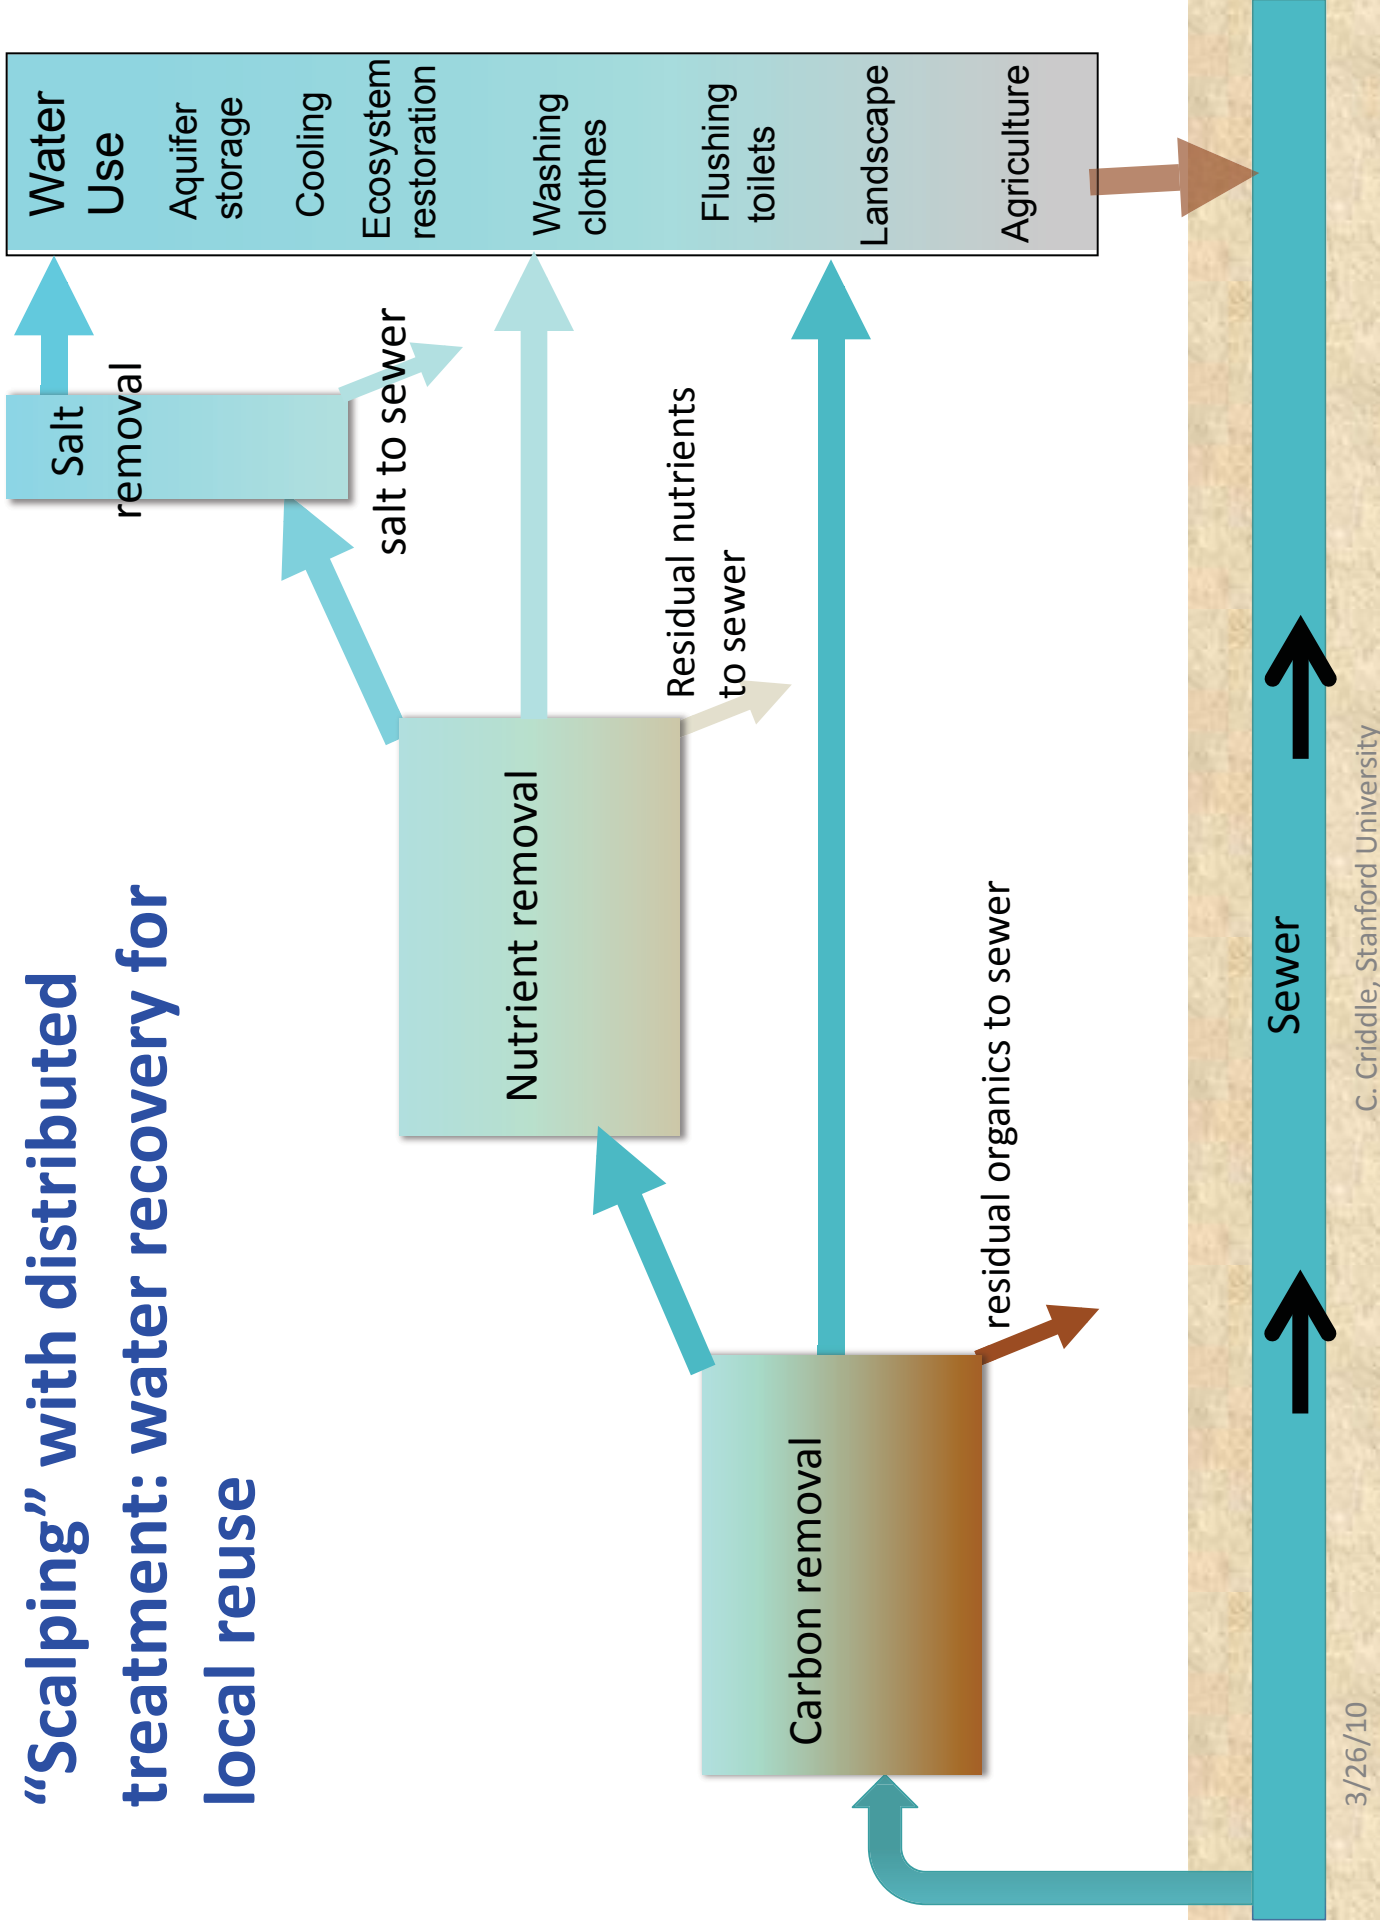 “Scalping” with distributed
treatment: water recovery for
local reuse
Water
Use
Aquifer
storage
Cooling
Ecosystem
restoration
Washing
clothes
Flushing
toilets
Landscape
Agriculture
Salt
removal
salt to sewer
Nutrient removal
Residual nutrients
to sewer
Carbon removal
residual organics to sewer
Sewer
3/26/10
C. Criddle, Stanford University